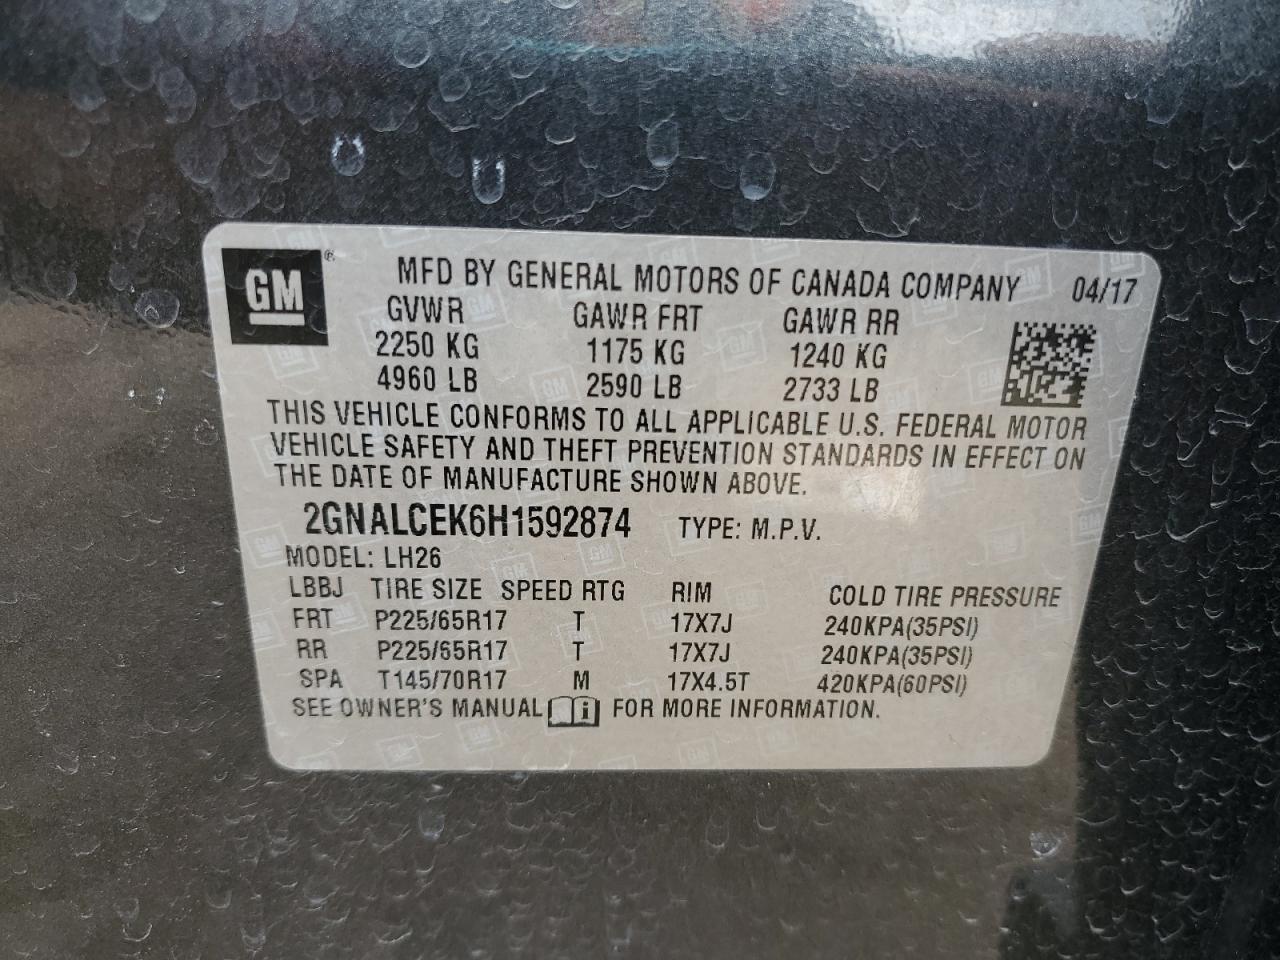 GM ® MFD BY GENERAL MOTORS OF CANADA COMPANY 04/17
GVWR GAWR FRT GAWR RR
2250 KG 1175 KG 1240 KG
4960 LB 2590 LB 2733 LB
THIS VEHICLE CONFORMS TO ALL APPLICABLE U.S. FEDERAL MOTOR
VEHICLE SAFETY AND THEFT PREVENTION STANDARDS IN EFFECT ON
THE DATE OF MANUFACTURE SHOWN ABOVE.
2GNALCEK6H1592874 TYPE: M.P.V.
MODEL: LH26
LBBJ TIRE SIZE SPEED RTG RIM COLD TIRE PRESSURE
FRT P225/65R17 T 17X7J 240KPA(35PSI)
RR P225/65R17 T 17X7J 240KPA(35PSI)
SPA T145/70R17 M 17X4.5T 420KPA(60PSI)
SEE OWNER'S MANUAL i FOR MORE INFORMATION.